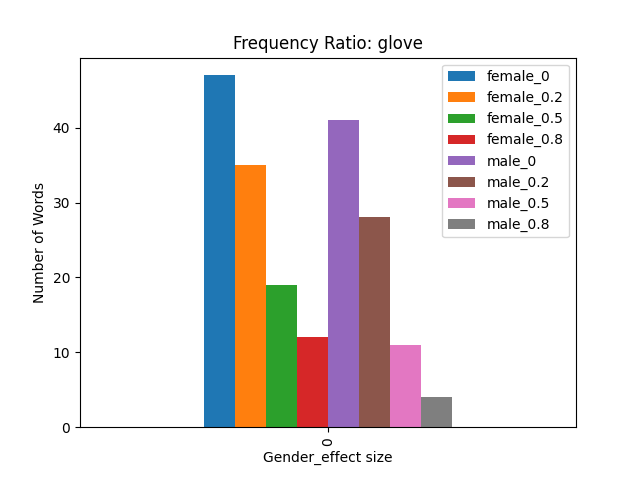 Frequency Ratio: glove
female_0
female_0.2
female_0.5
female_0.8
male_0
male_0.2
male_0.5
male_0.8
Number of Words
40
30
20
10
0
0
Gender_effect size